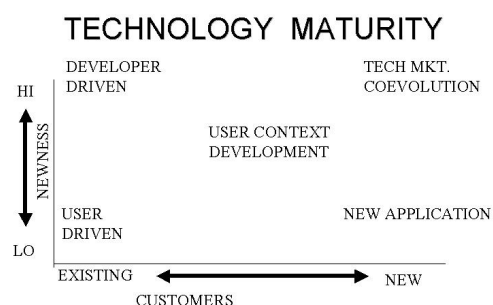 TECHNOLOGY MATURITY
DEVELOPER
DRIVEN
TECH MKT.
COEVOLUTION
HI
USER CONTEXT
DEVELOPMENT
NEWNESS
USER
DRIVEN
NEW APPLICATION
LO
EXISTING
NEW
CUSTOMERS